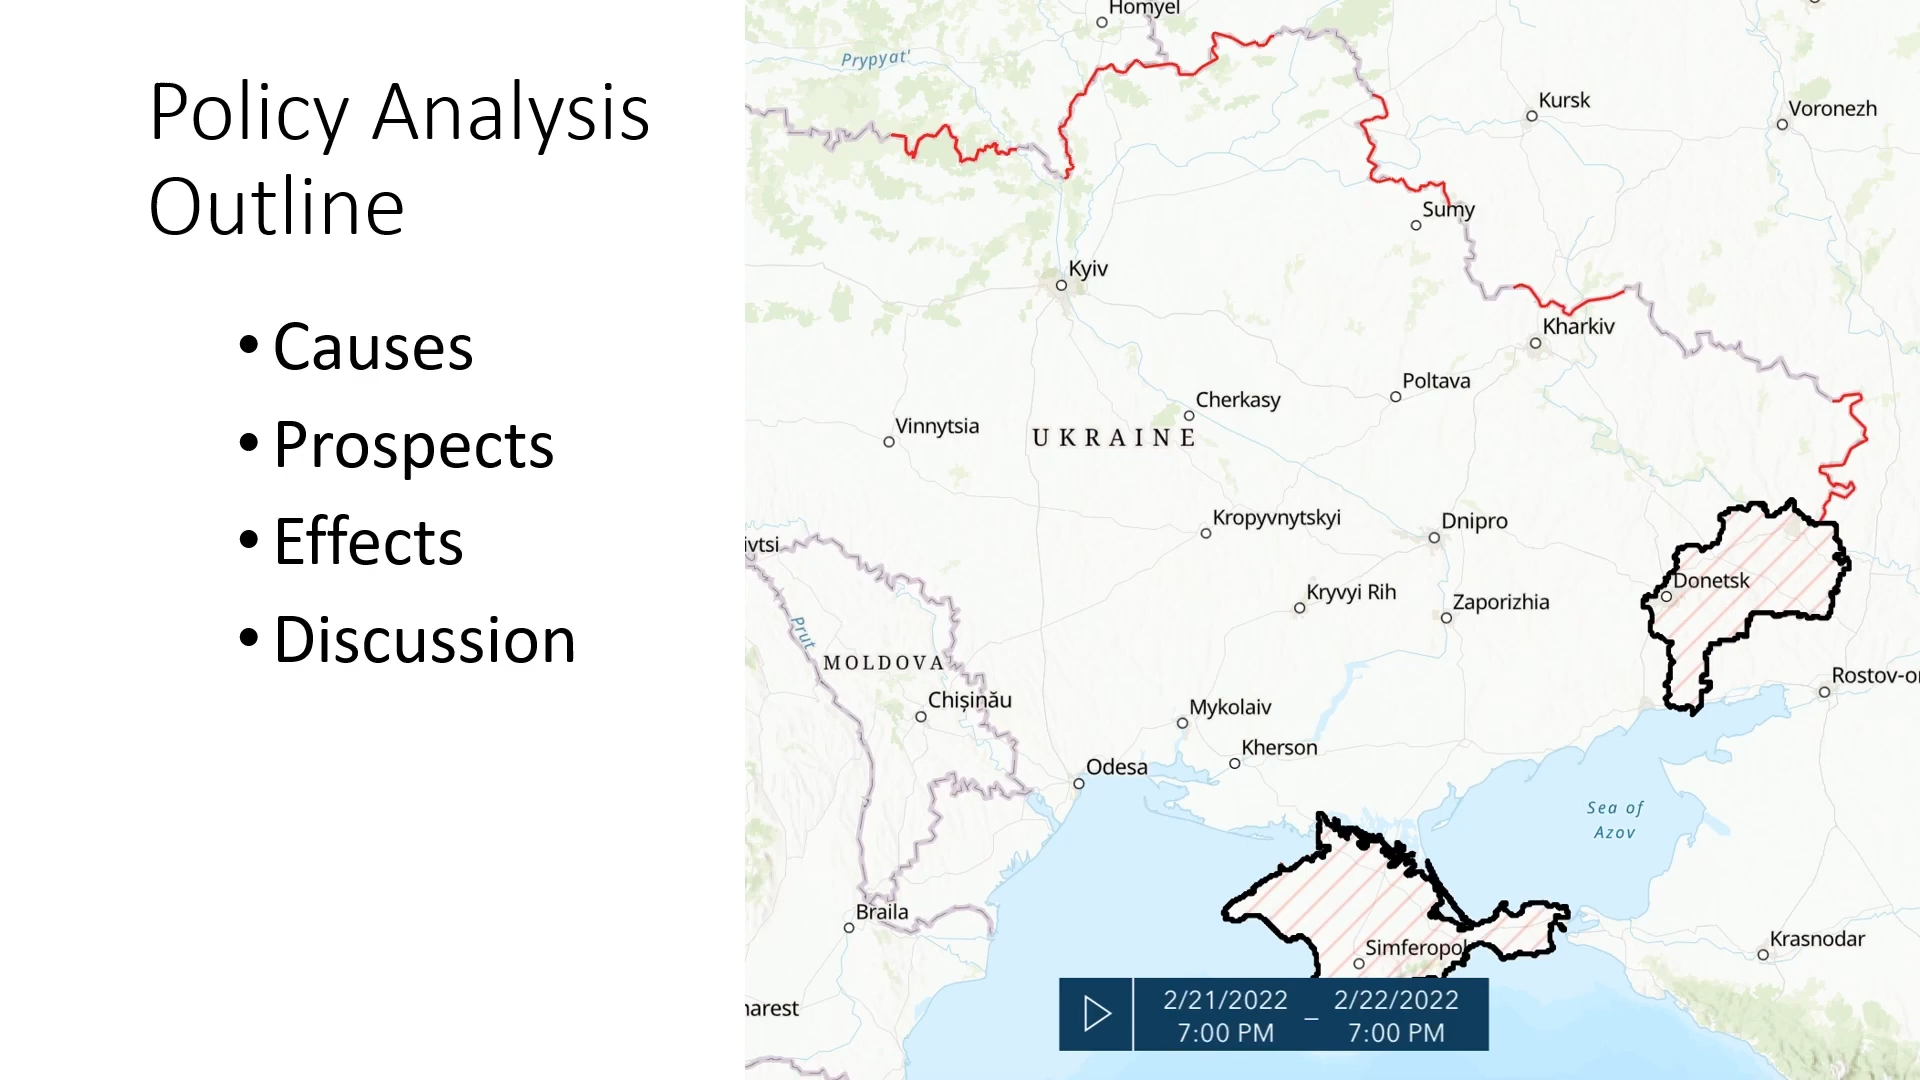 Policy Analysis
Outline
• Causes
• Prospects
• Effects
• Discussion
Homyel
Prypyat'
Kursk
Voronezh
Sumy
Kyiv
Kharkiv
Poltava
Cherkasy
Vinnytsia
UKRAINE
Kropyvnytskyi
Dnipro
ivtsi
Donetsk
Kryvyi Rih
Zaporizhia
Prut
MOLDOVA
Rostov-o
Chișinău
Mykolaiv
Kherson
Odesa
Sea of
Azov
Braila
Krasnodar
Simferopol
arest
2/21/2022 – 2/22/2022
7:00 PM 7:00 PM